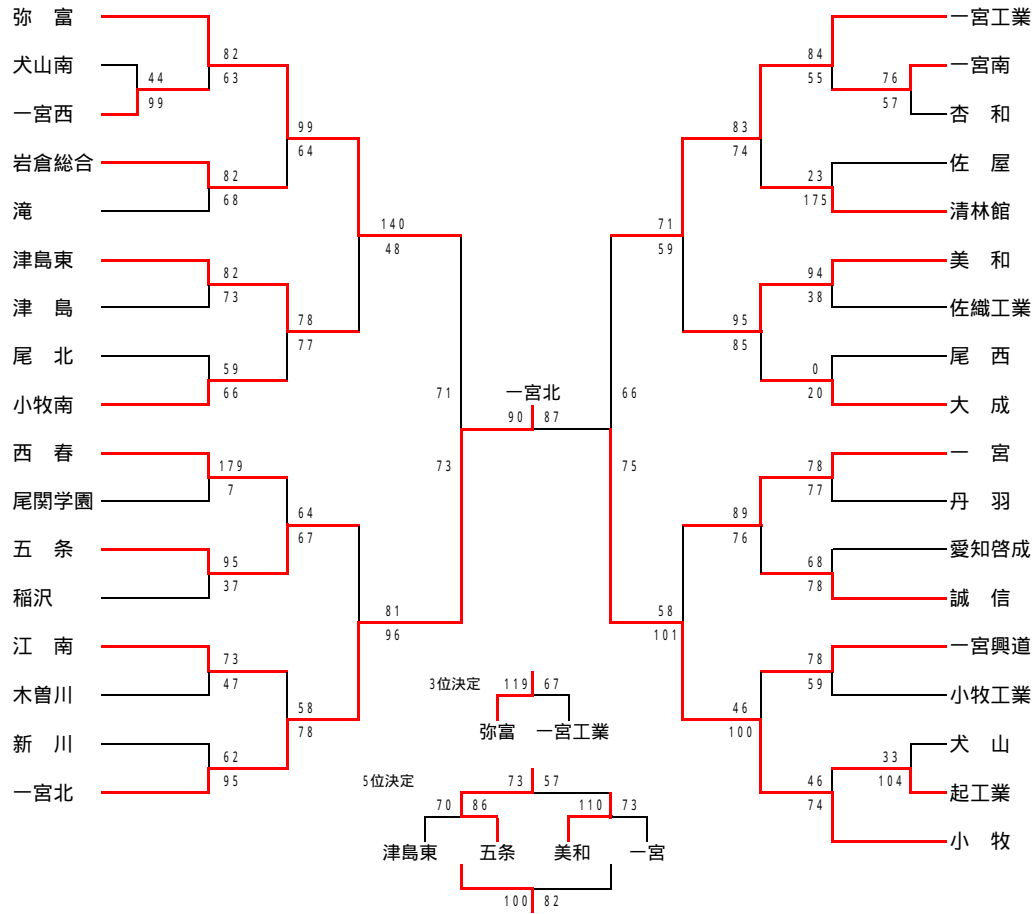 弥　富
82
63
犬山南
44
99
一宮西
99
64
岩倉総合
82
68
滝
140
48
津島東
82
73
津　島
78
77
尾　北
59
66
小牧南
71
73
西　春
179
7
尾関学園
64
67
五　条
95
37
稲沢
81
96
江　南
73
47
木曽川
58
78
新　川
62
95
一宮北
一宮北
90 87
一宮工業
84
55
一宮南
76
57
杏　和
83
74
佐　屋
23
175
清林館
71
59
美　和
94
38
佐織工業
95
85
尾　西
0
20
大　成
66
75
一　宮
78
77
丹　羽
89
76
愛知啓成
68
78
誠　信
58
101
一宮興道
78
59
小牧工業
46
100
犬　山
33
104
起工業
46
74
小　牧
3位決定 119 67
弥富 一宮工業
5位決定 73 57
70 86 110 73
津島東 五条 美和 一宮
100 82